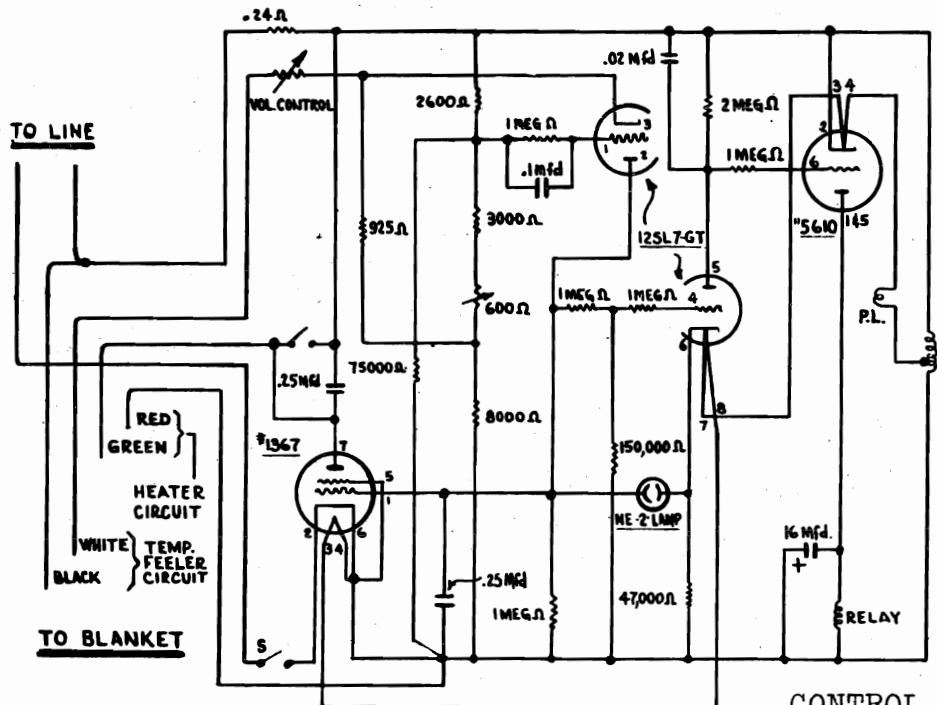 .24Ω
VOL. CONTROL
TO LINE
2600Ω
1 MEG Ω
.1 Mfd
3
1
2
.02 Mfd
2 MEG Ω
1 MEG Ω
3 4
2
6
#5610
1&5
925Ω
3000Ω
12SL7-GT
600Ω
1 MEG Ω
1 MEG Ω
5
4
6
7
8
P.L.
.25 Mfd
75000Ω
8000Ω
RED
GREEN
HEATER
CIRCUIT
#1367
7
5
1
2
3 4
6
150,000Ω
NE-2 LAMP
WHITE
BLACK
TEMP.
FEELER
CIRCUIT
.25 Mfd
1 MEG Ω
47,000Ω
16 Mfd.
+
RELAY
TO BLANKET
S
CONTROL